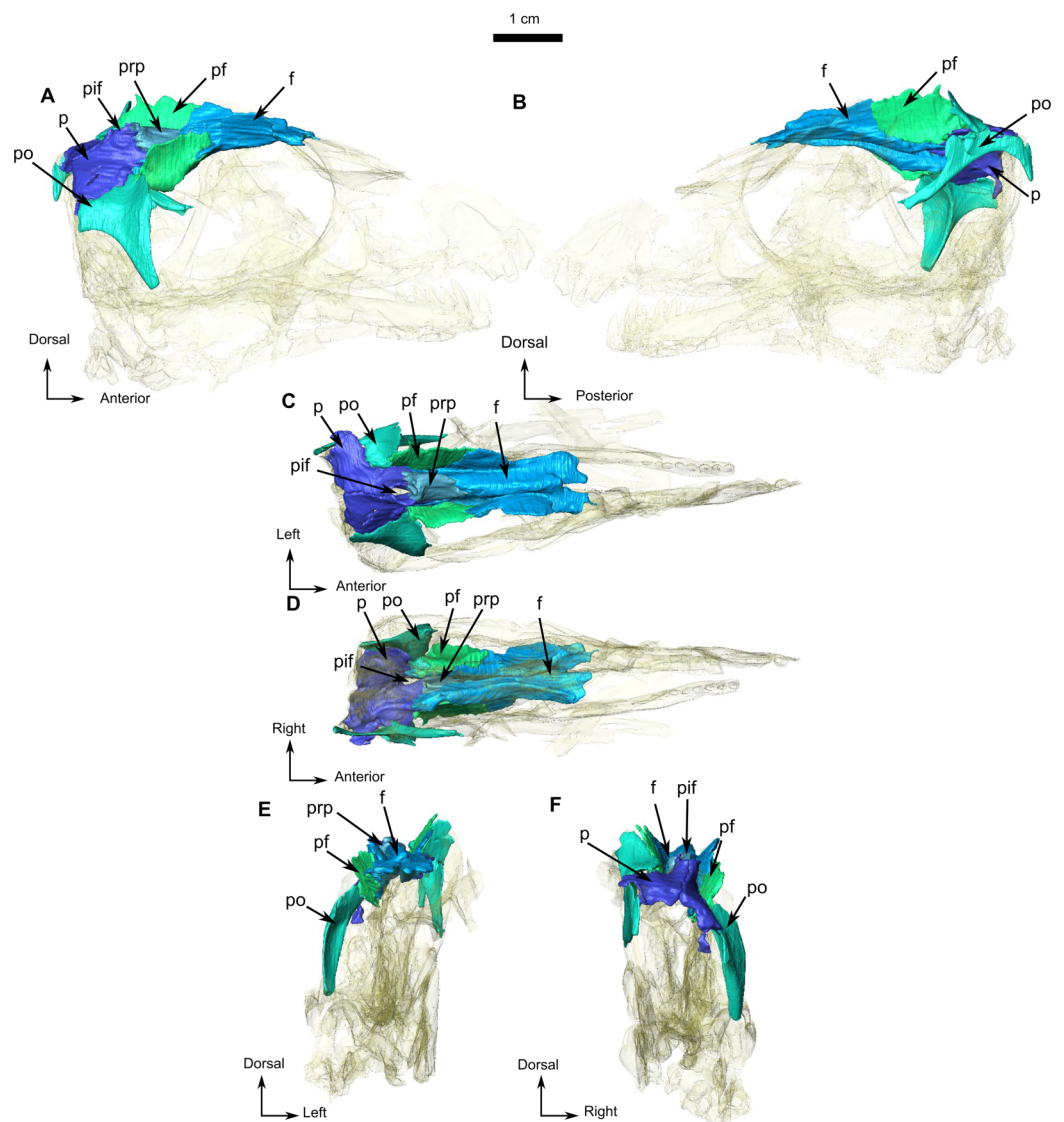 1 cm
A
prp
pf
f
pif
p
po
Dorsal
Anterior
B
f
pf
po
p
Dorsal
Posterior
C
p
po
pf
prp
f
pif
Left
Anterior
D
p
po
pf
prp
f
pif
Right
Anterior
E
prp
f
pf
po
Dorsal
Left
F
f
pif
p
pf
po
Dorsal
Right